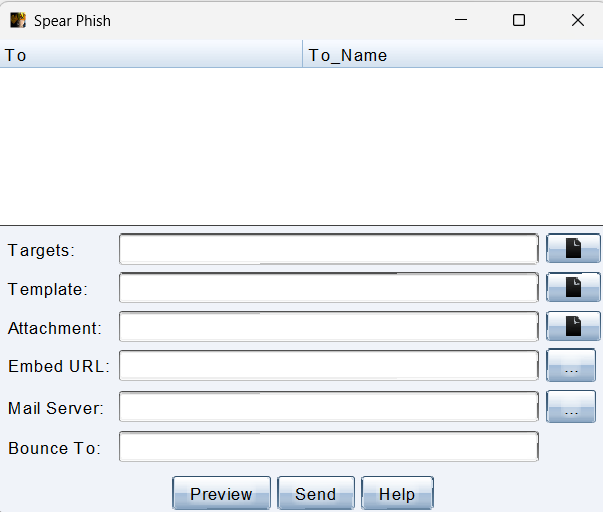 Spear Phish
To To_Name
Targets:
Template:
Attachment:
Embed URL: ...
Mail Server: ...
Bounce To:
Preview Send Help